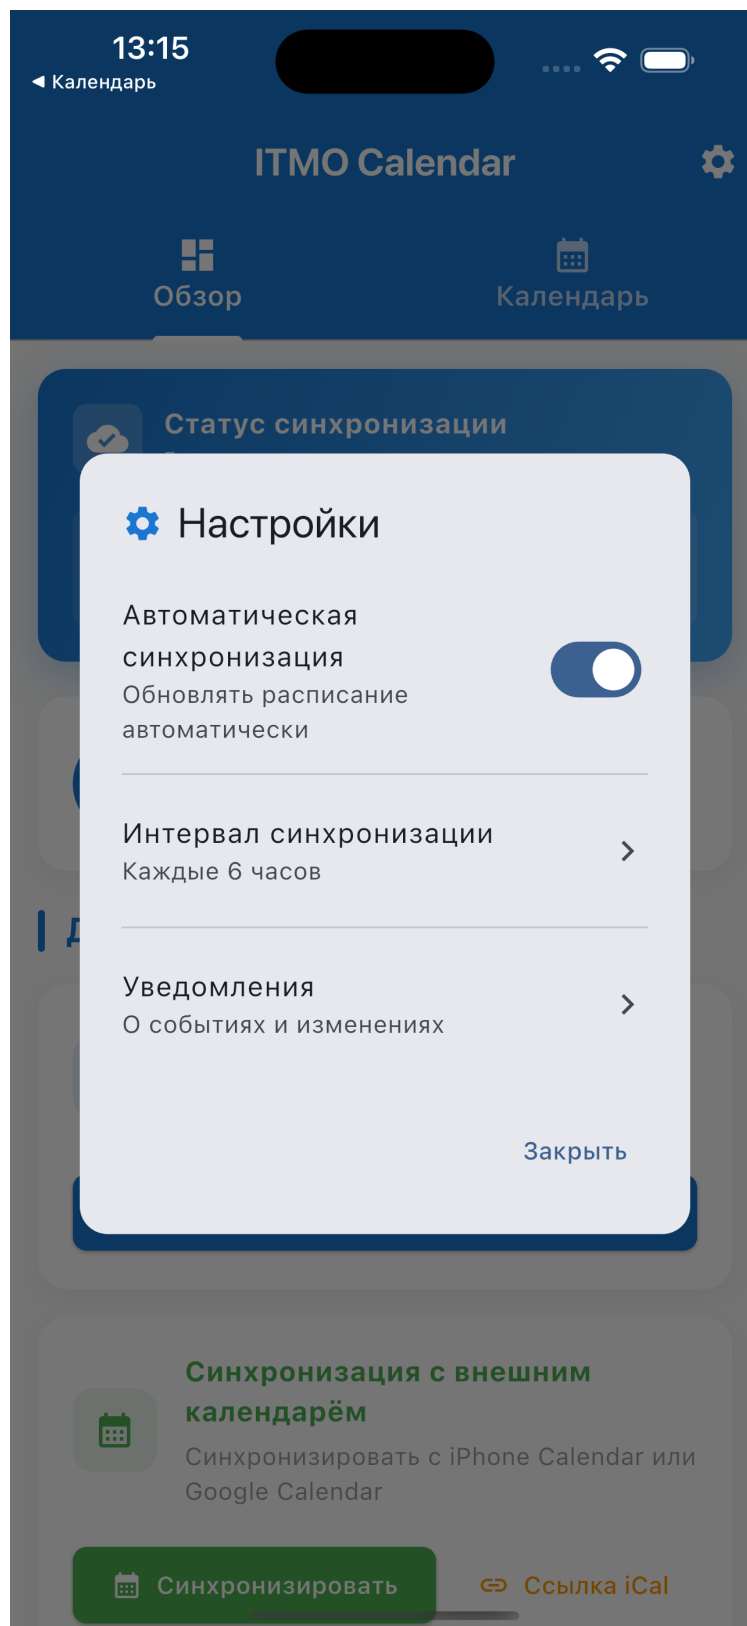 13:15
◀ Календарь
ITMO Calendar
Обзор
Календарь
Статус синхронизации
Настройки
Автоматическая
синхронизация
Обновлять расписание
автоматически
Интервал синхронизации
Каждые 6 часов
Уведомления
О событиях и изменениях
Закрыть
Синхронизация с внешним
календарём
Синхронизировать с iPhone Calendar или
Google Calendar
Синхронизировать
Ссылка iCal